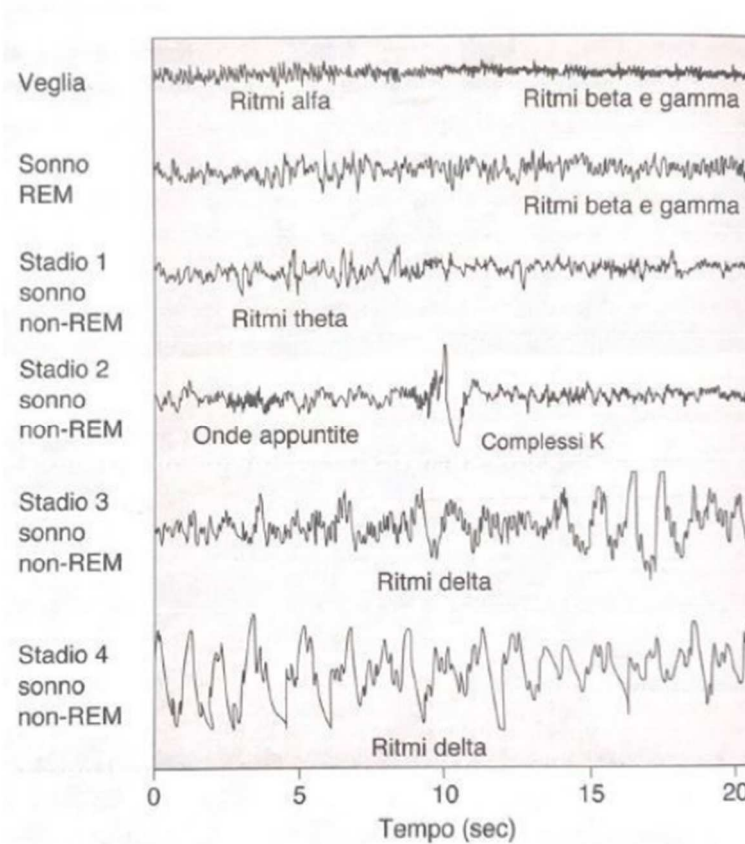 Veglia
Ritmi alfa
Ritmi beta e gamma
Sonno
REM
Ritmi beta e gamma
Stadio 1
sonno
non-REM
Ritmi theta
Stadio 2
sonno
non-REM
Onde appuntite
Complessi K
Stadio 3
sonno
non-REM
Ritmi delta
Stadio 4
sonno
non-REM
Ritmi delta
0 5 10 15 20
Tempo (sec)